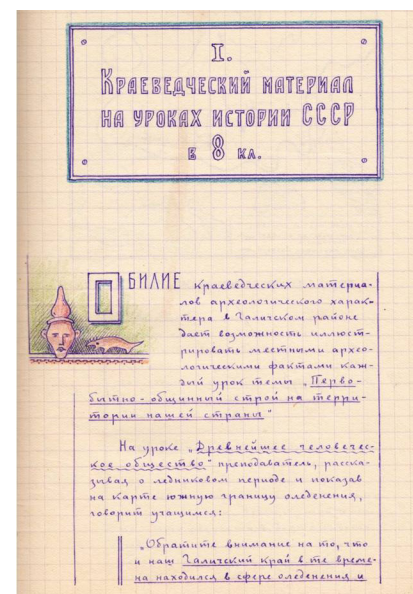 I.
Краеведческий материал
на уроках истории СССР
в 8 кл.
Обилие краеведческих материа-
лов археологического харак-
тера в Галичском районе
дает возможность иллюст-
рировать местными архео-
логическими фактами каж-
дый урок темы „Перво-
бытно-общинный строй на терри-
тории нашей страны"
На уроке „Древнейшее человечес-
кое общество" преподаватель, расска-
зывая о ледниковом периоде и показав
на карте южную границу оледенения,
говорит учащимся:
„Обратите внимание на то, что
и наш Галичский край в те време-
на находился в сфере оледенения и